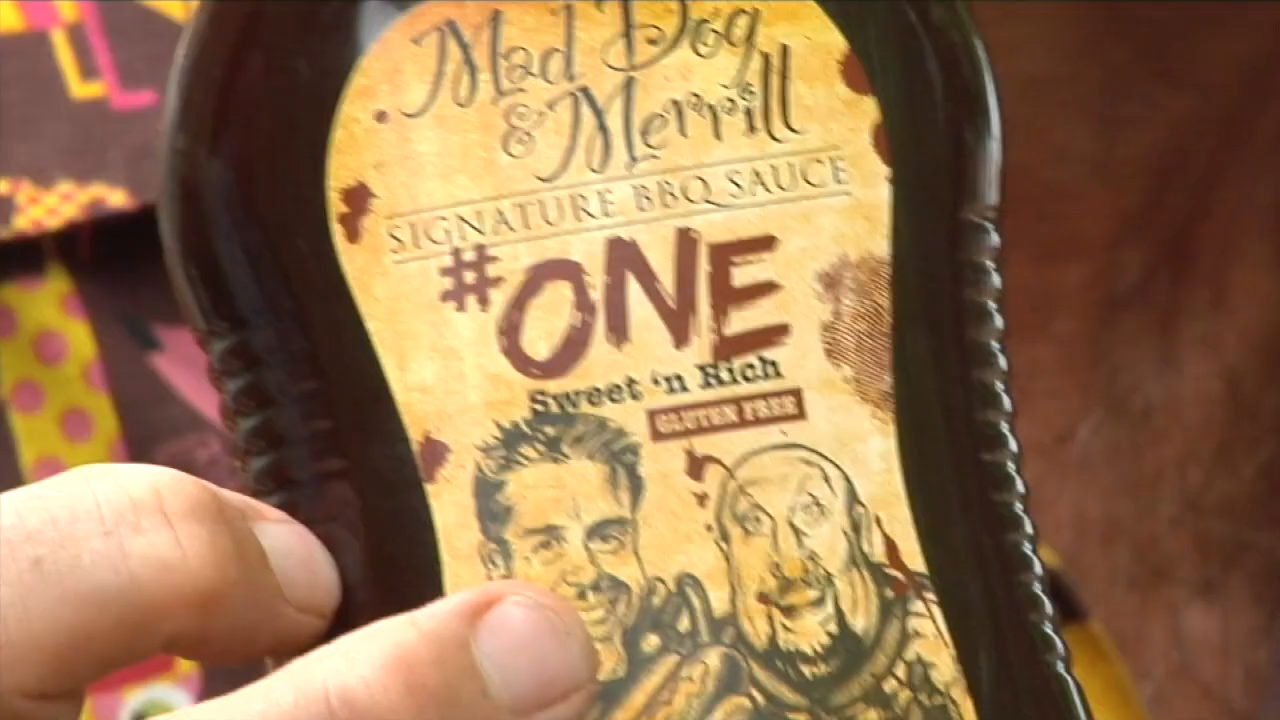 Mad Dog
& Merrill
SIGNATURE BBQ SAUCE
#ONE
Sweet 'n Rich
GLUTEN FREE